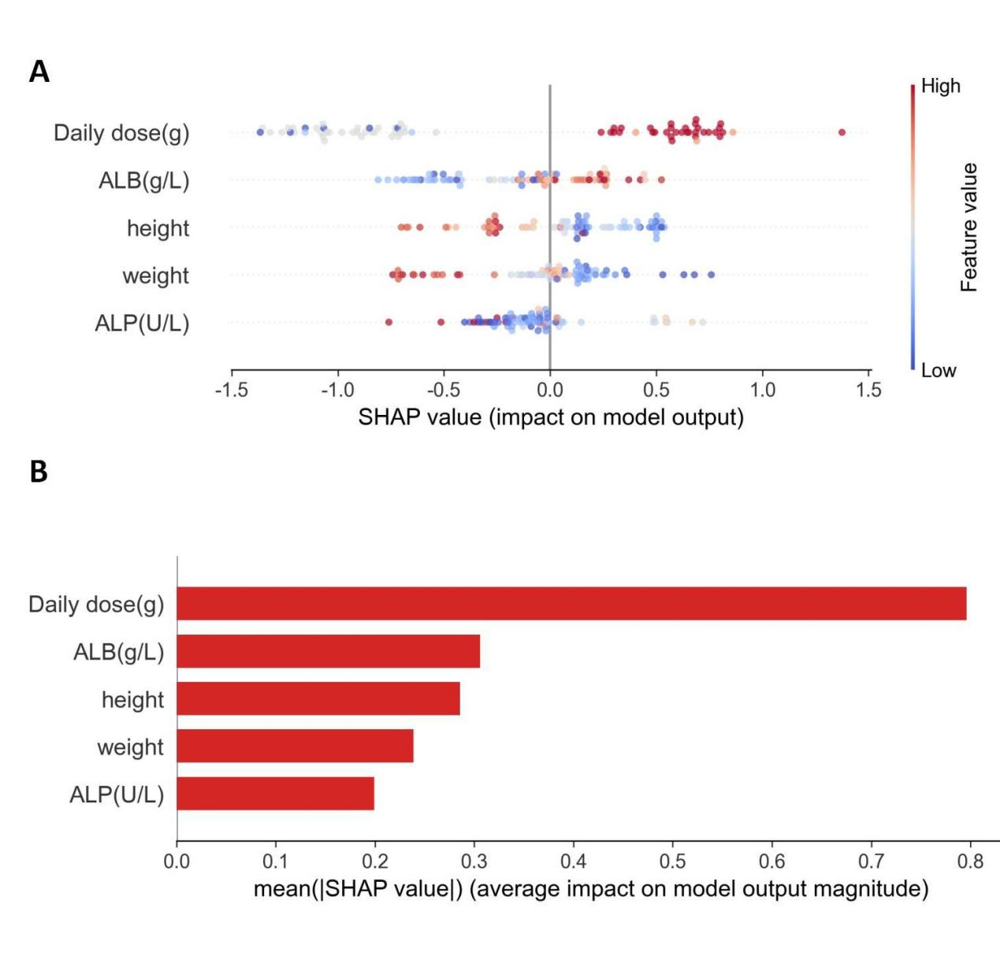 A
High
Daily dose(g)
ALB(g/L)
height
weight
ALP(U/L)
Feature value
Low
-1.5 -1.0 -0.5 0.0 0.5 1.0 1.5
SHAP value (impact on model output)
B
Daily dose(g)
ALB(g/L)
height
weight
ALP(U/L)
0.0 0.1 0.2 0.3 0.4 0.5 0.6 0.7 0.8
mean(|SHAP value|) (average impact on model output magnitude)